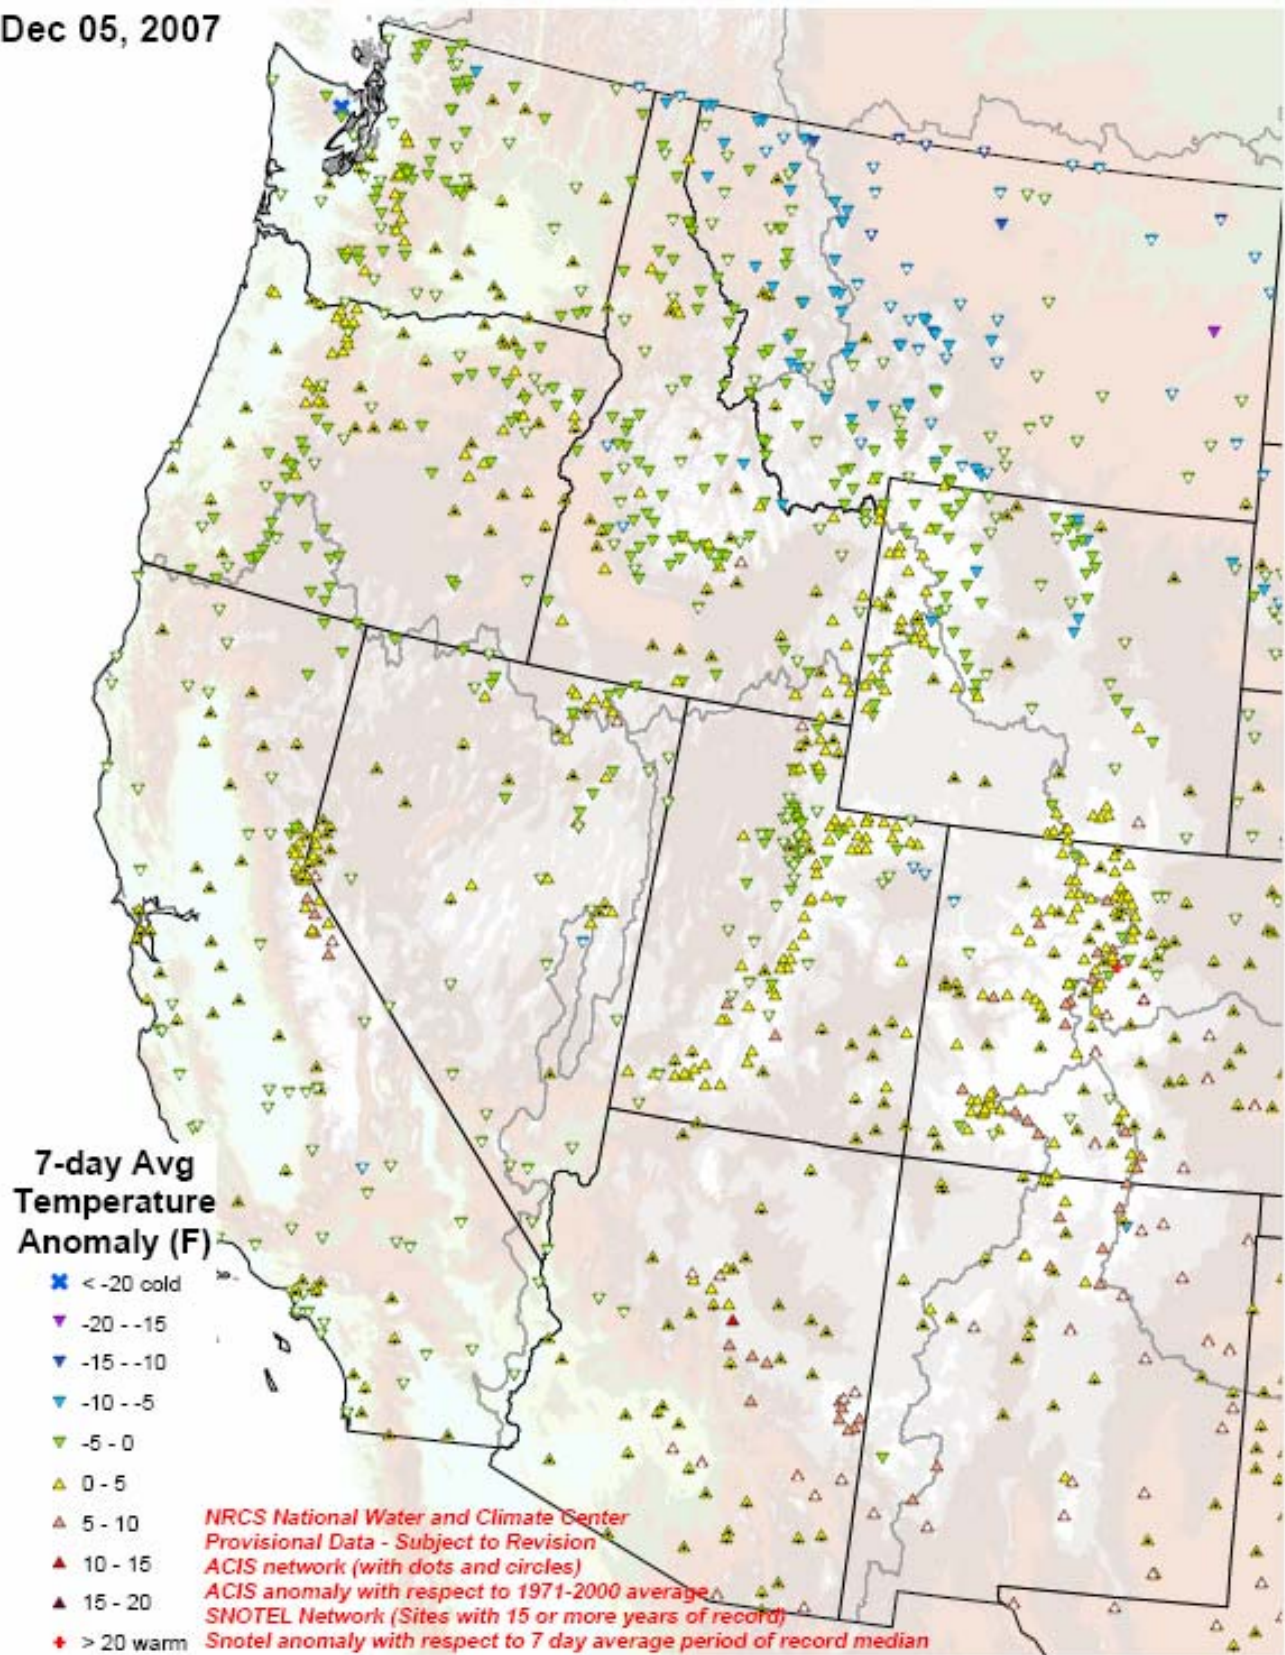 Dec 05, 2007
7-day Avg
Temperature
Anomaly (F)
< -20 cold
-20 - -15
-15 - -10
-10 - -5
-5 - 0
0 - 5
5 - 10
10 - 15
15 - 20
> 20 warm
NRCS National Water and Climate Center
Provisional Data - Subject to Revision
ACIS network (with dots and circles)
ACIS anomaly with respect to 1971-2000 average
SNOTEL Network (Sites with 15 or more years of record)
Snotel anomaly with respect to 7 day average period of record median